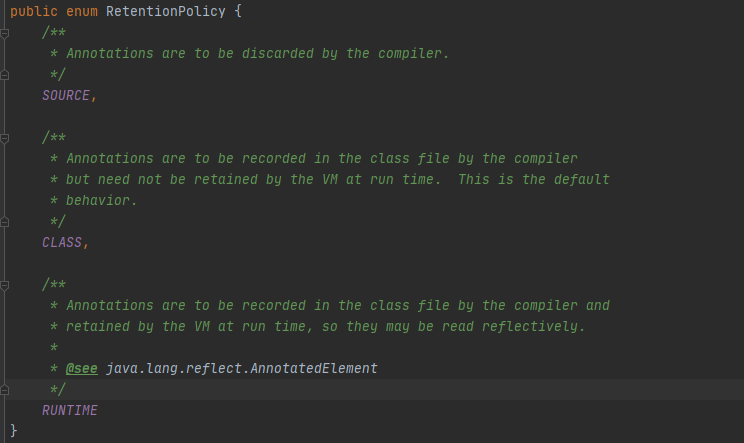 public enum RetentionPolicy {
/**
* Annotations are to be discarded by the compiler.
*/
SOURCE,
/**
* Annotations are to be recorded in the class file by the compiler
* but need not be retained by the VM at run time.  This is the default
* behavior.
*/
CLASS,
/**
* Annotations are to be recorded in the class file by the compiler and
* retained by the VM at run time, so they may be read reflectively.
*
* @see java.lang.reflect.AnnotatedElement
*/
RUNTIME
}